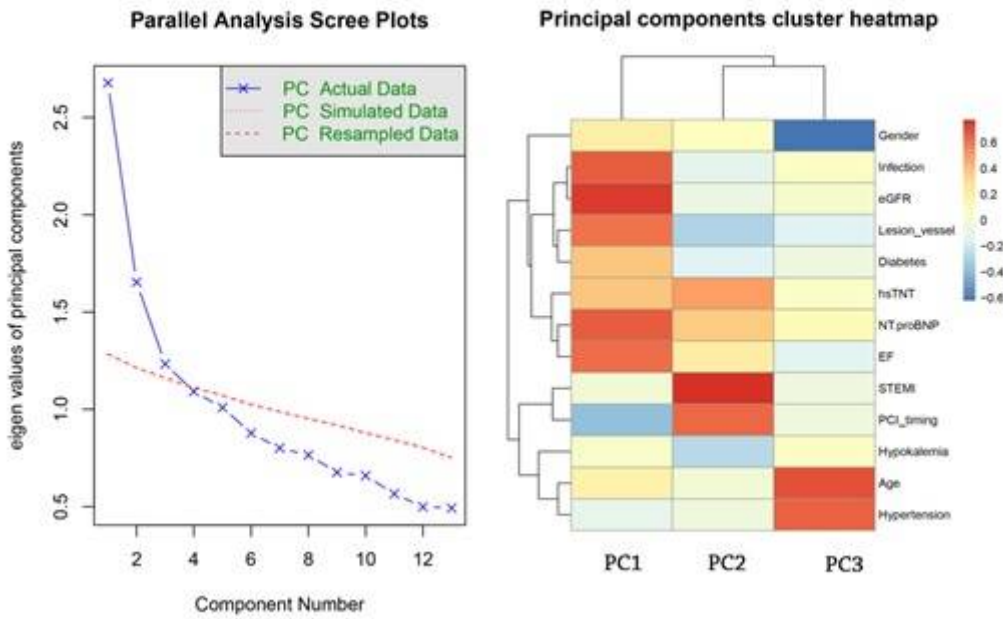 Parallel Analysis Scree Plots
PC Actual Data
PC Simulated Data
PC Resampled Data
eigen values of principal components
2.5
2.0
1.5
1.0
0.5
2 4 6 8 10 12
Component Number
Principal components cluster heatmap
Gender
Infection
eGFR
Lesion_vessel
Diabetes
hsTNT
NT.proBNP
EF
STEMI
PCI_timing
Hypokalemia
Age
Hypertension
0.6
0.4
0.2
0
−0.2
−0.4
−0.6
PC1 PC2 PC3